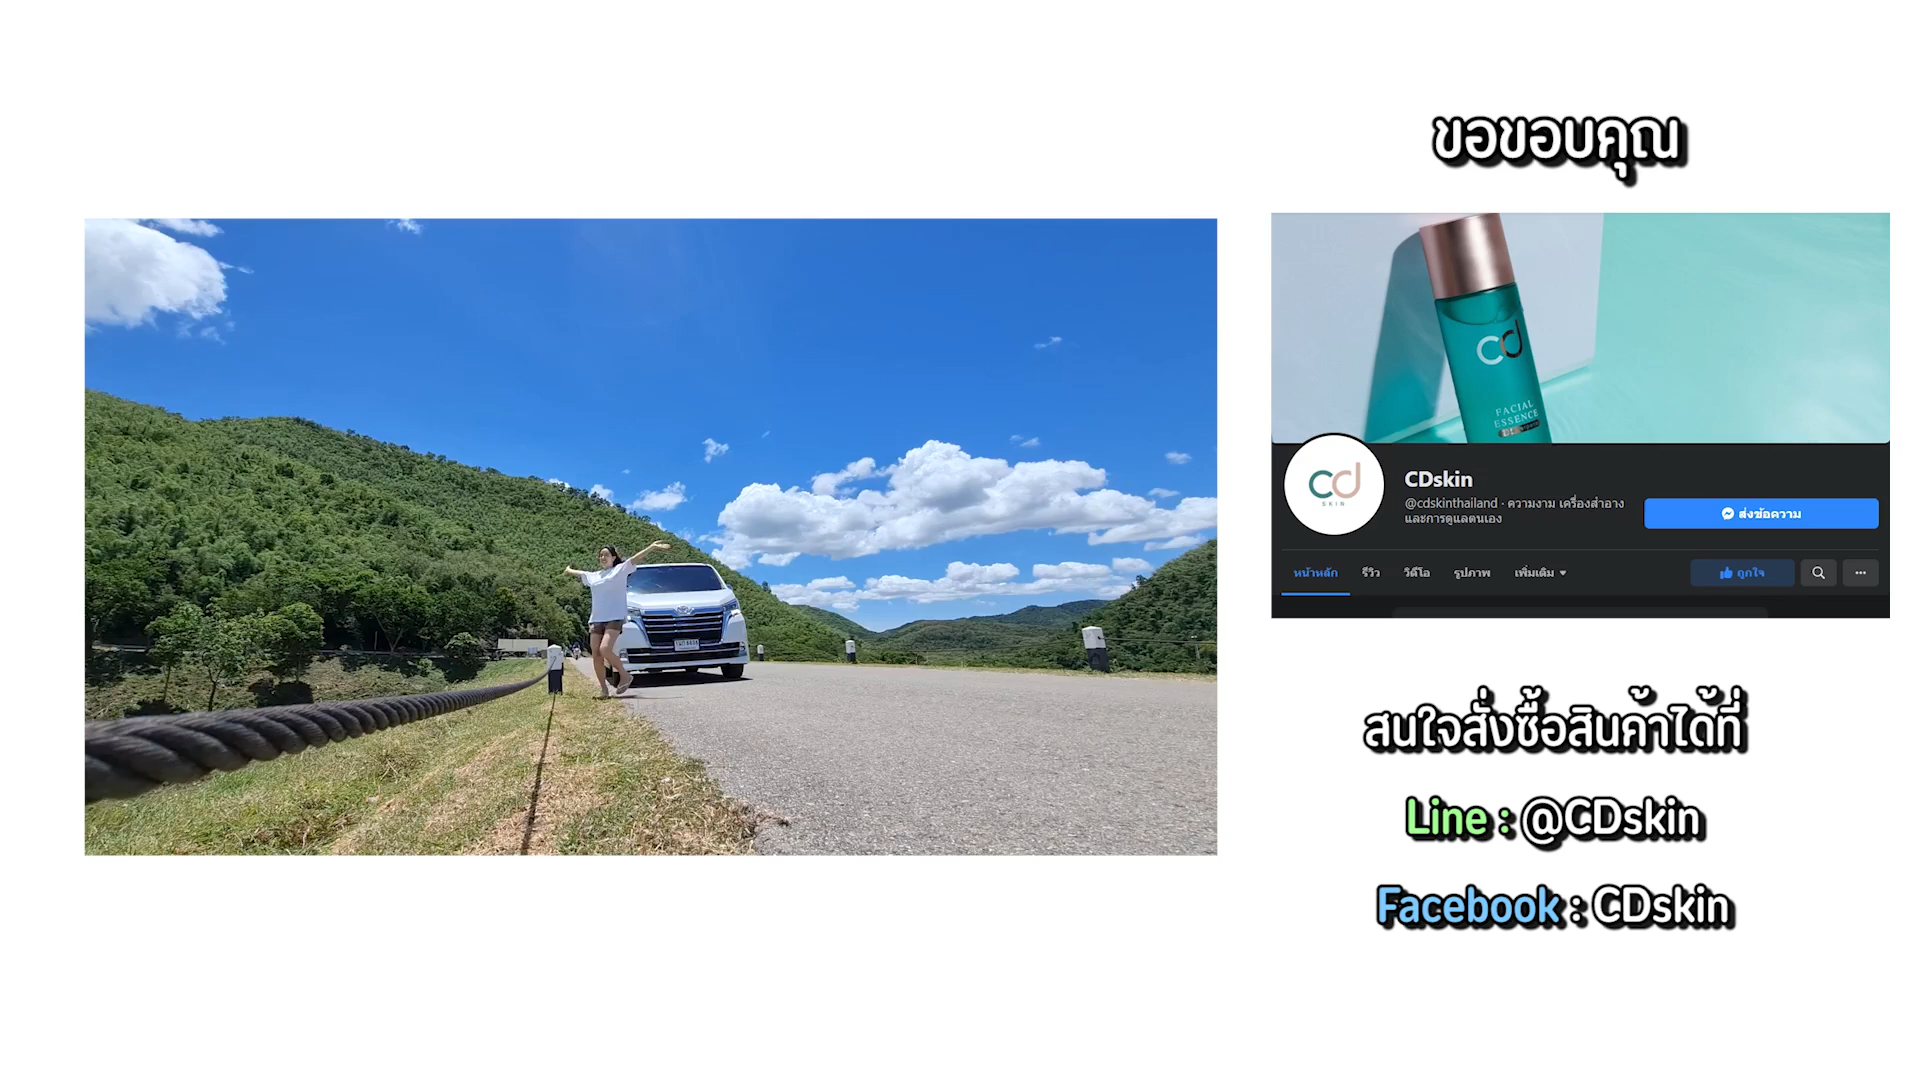 ขอขอบคุณ
cd
FACIAL
ESSENCE
cd
SKIN
CDskin
@cdskinthailand · ความงาม เครื่องสำอาง
และการดูแลตนเอง
ส่งข้อความ
หน้าหลัก รีวิว วิดีโอ รูปภาพ เพิ่มเติม
ถูกใจ
สนใจสั่งซื้อสินค้าได้ที่
Line : @CDskin
Facebook : CDskin